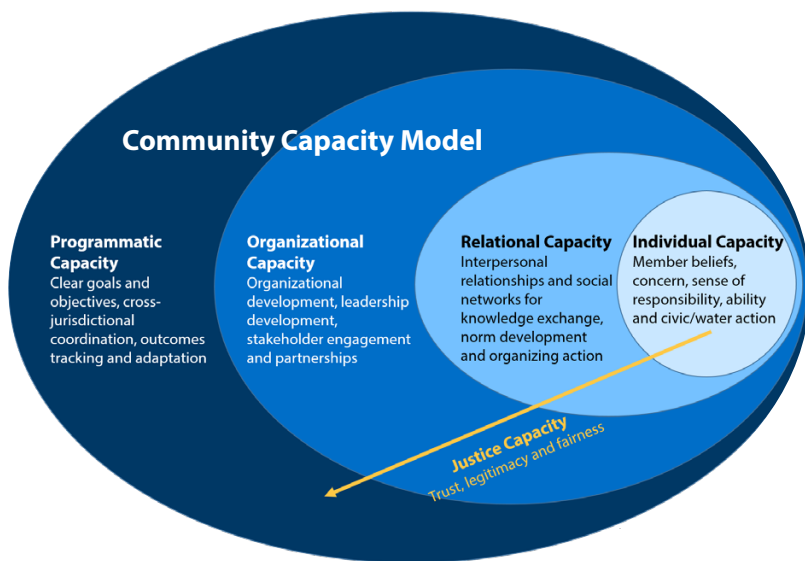 Community Capacity Model
Programmatic
Capacity
Clear goals and
objectives, cross-
jurisdictional
coordination, outcomes
tracking and adaptation
Organizational
Capacity
Organizational
development, leadership
development,
stakeholder engagement
and partnerships
Relational Capacity
Interpersonal
relationships and social
networks for
knowledge exchange,
norm development
and organizing action
Individual Capacity
Member beliefs,
concern, sense of
responsibility, ability
and civic/water action
Justice Capacity
Trust, legitimacy and fairness